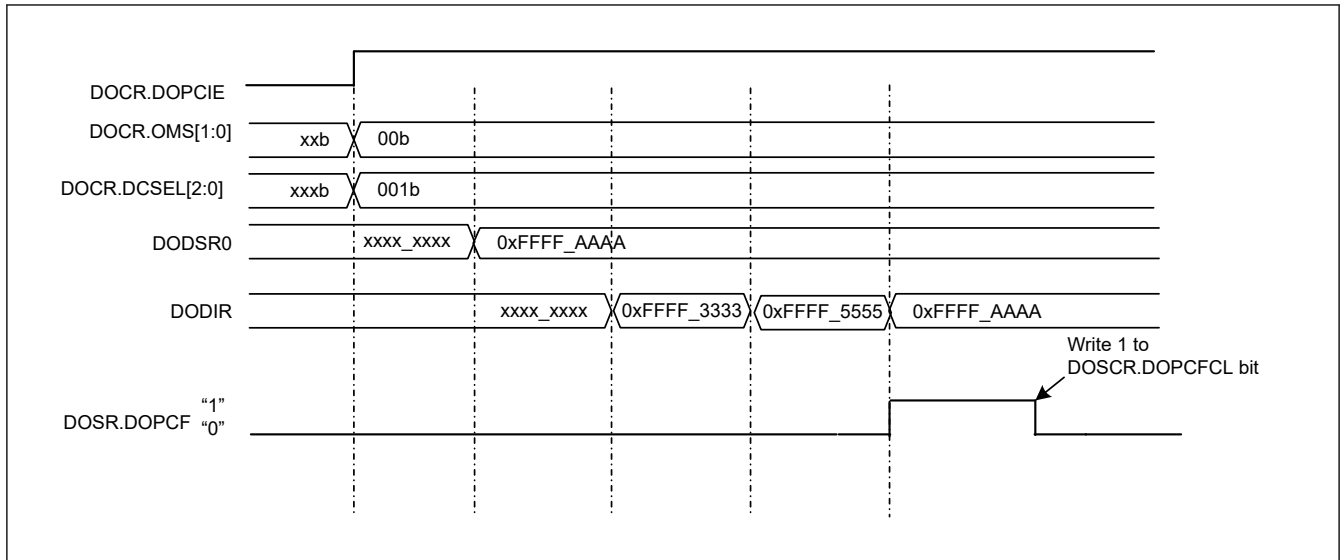 DOCR.DOPCIE
DOCR.OMS[1:0] xxb 00b
DOCR.DCSEL[2:0] xxxb 001b
DODSR0 xxxx_xxxx 0xFFFF_AAAA
DODIR xxxx_xxxx 0xFFFF_3333 0xFFFF_5555 0xFFFF_AAAA
Write 1 to
DOSCR.DOPCFCL bit
“1”
DOSR.DOPCF “0”